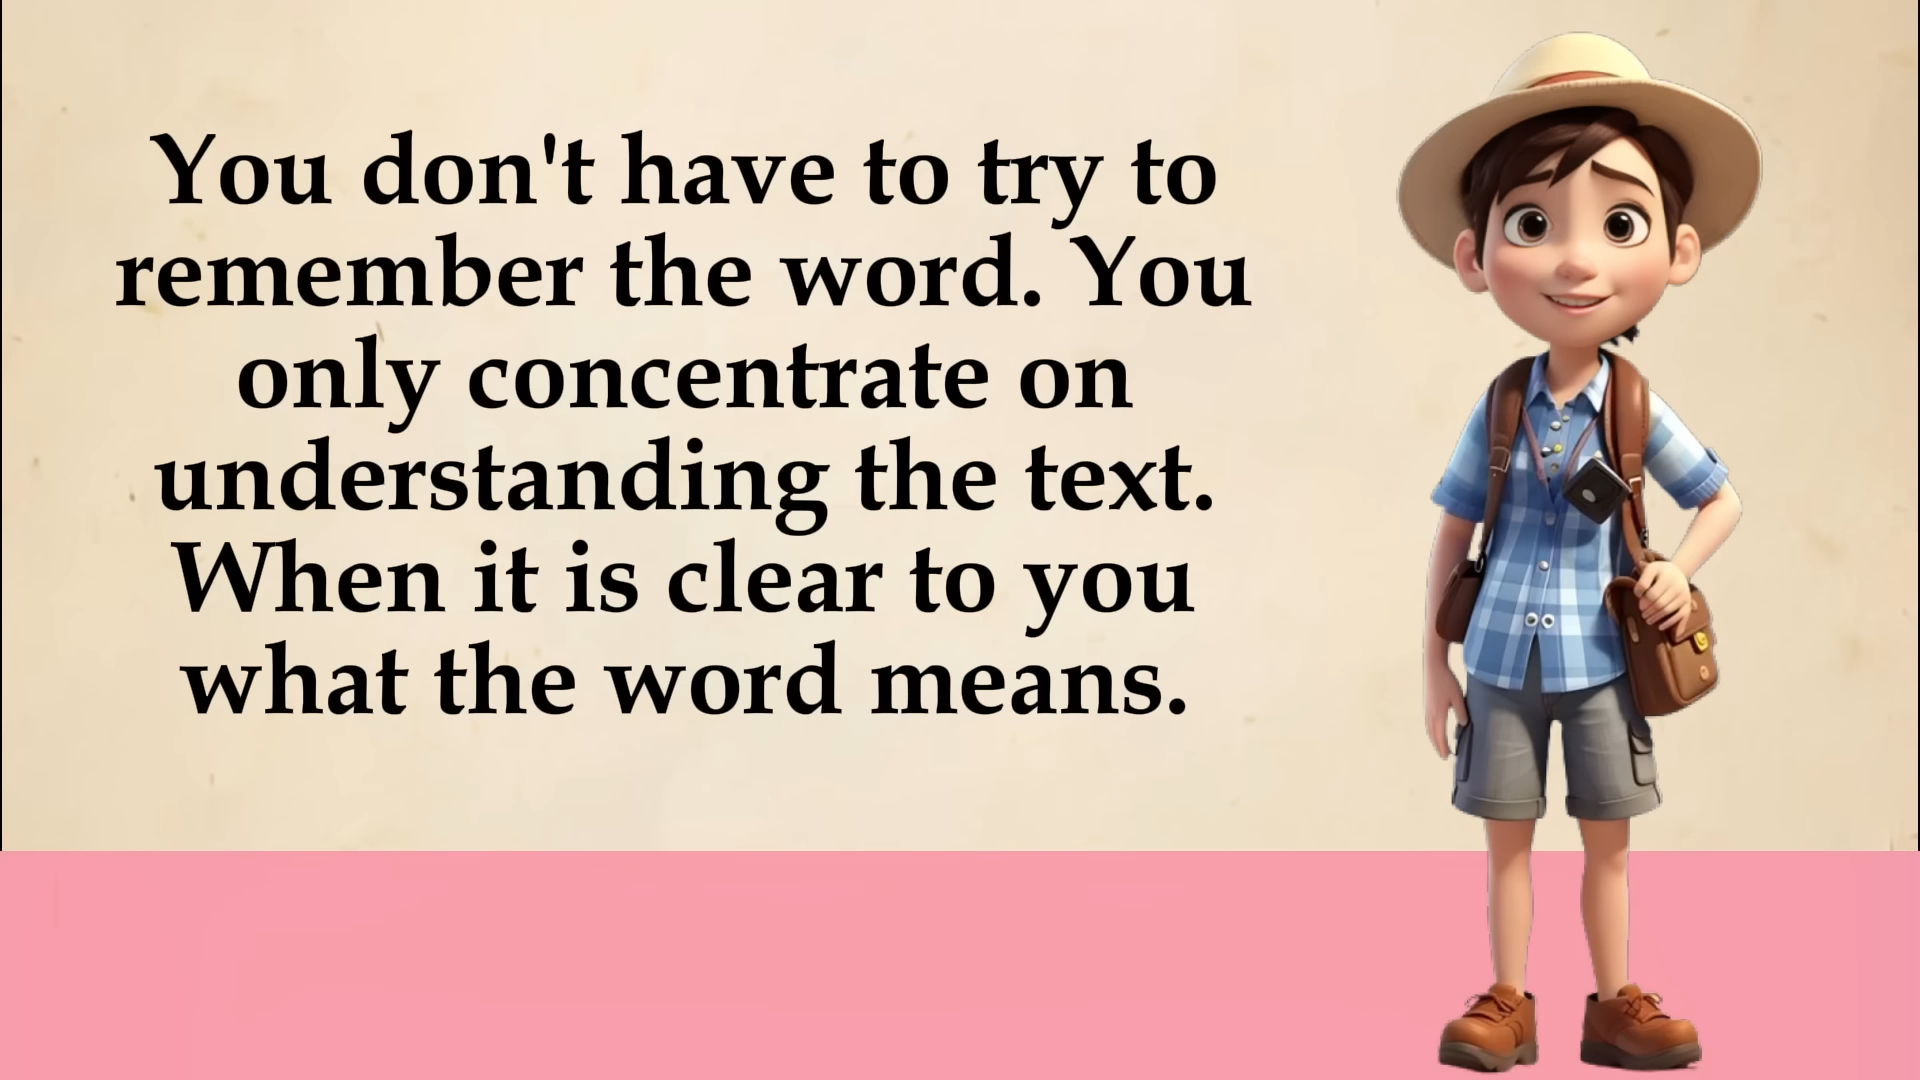 You don't have to try to
remember the word. You
only concentrate on
understanding the text.
When it is clear to you
what the word means.